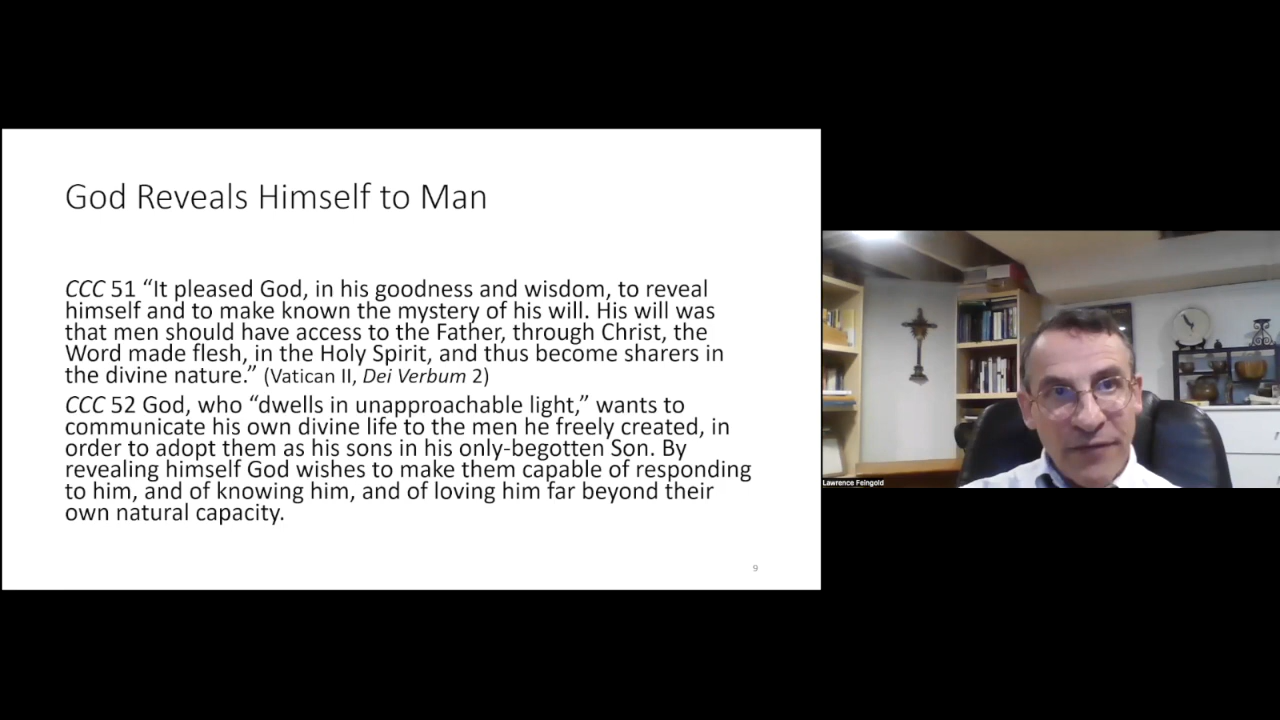 God Reveals Himself to Man
CCC 51 “It pleased God, in his goodness and wisdom, to reveal
himself and to make known the mystery of his will. His will was
that men should have access to the Father, through Christ, the
Word made flesh, in the Holy Spirit, and thus become sharers in
the divine nature.” (Vatican II, Dei Verbum 2)
CCC 52 God, who “dwells in unapproachable light,” wants to
communicate his own divine life to the men he freely created, in
order to adopt them as his sons in his only-begotten Son. By
revealing himself God wishes to make them capable of responding
to him, and of knowing him, and of loving him far beyond their
own natural capacity.
9
Lawrence Feingold